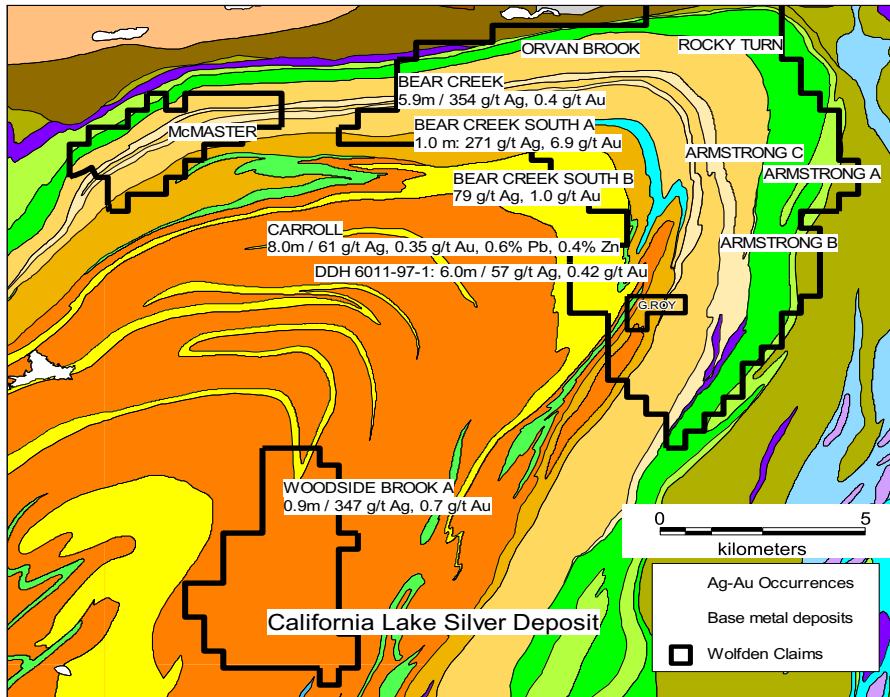 ORVAN BROOK
ROCKY TURN
BEAR CREEK
5.9m / 354 g/t Ag, 0.4 g/t Au
McMASTER
BEAR CREEK SOUTH A
1.0 m: 271 g/t Ag, 6.9 g/t Au
ARMSTRONG C
ARMSTRONG A
BEAR CREEK SOUTH B
79 g/t Ag, 1.0 g/t Au
CARROLL
8.0m / 61 g/t Ag, 0.35 g/t Au, 0.6% Pb, 0.4% Zn
ARMSTRONG B
DDH 6011-97-1: 6.0m / 57 g/t Ag, 0.42 g/t Au
G.ROY
WOODSIDE BROOK A
0.9m / 347 g/t Ag, 0.7 g/t Au
0 5
kilometers
Ag-Au Occurrences
Base metal deposits
Wolfden Claims
California Lake Silver Deposit